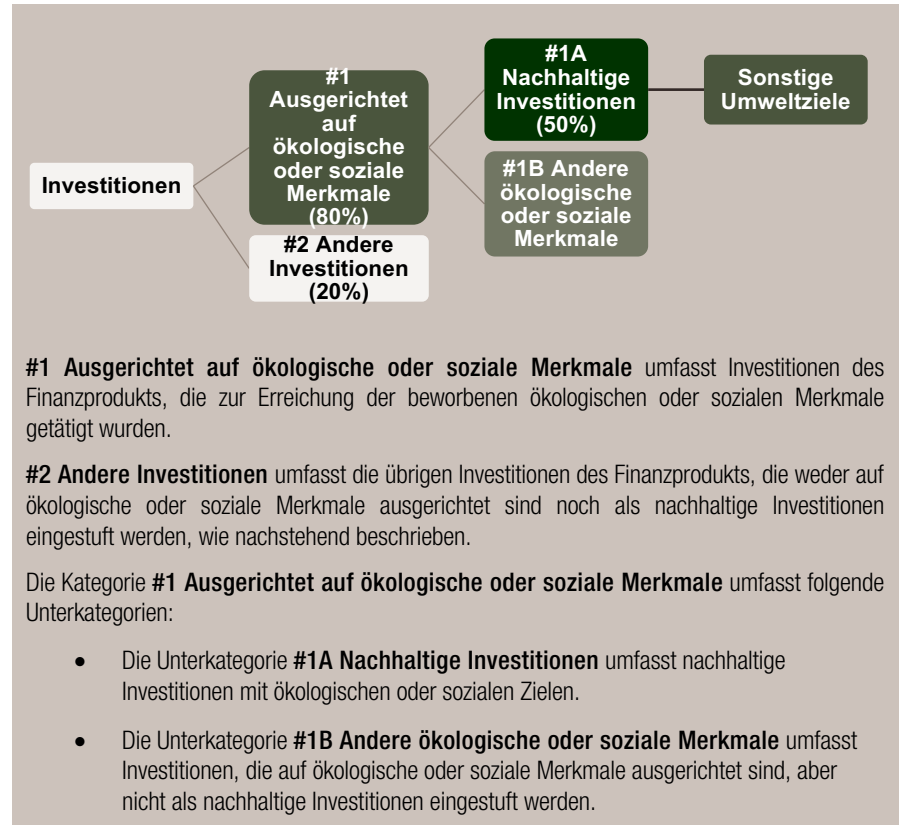 #1
Ausgerichtet
auf
ökologische
oder soziale
Merkmale
(80%)
#1A
Nachhaltige
Investitionen
(50%)
Sonstige
Umweltziele
Investitionen
#1B Andere
ökologische
oder soziale
Merkmale
#2 Andere
Investitionen
(20%)
#1 Ausgerichtet auf ökologische oder soziale Merkmale umfasst Investitionen des
Finanzprodukts, die zur Erreichung der beworbenen ökologischen oder sozialen Merkmale
getätigt wurden.
#2 Andere Investitionen umfasst die übrigen Investitionen des Finanzprodukts, die weder auf
ökologische oder soziale Merkmale ausgerichtet sind noch als nachhaltige Investitionen
eingestuft werden, wie nachstehend beschrieben.
Die Kategorie #1 Ausgerichtet auf ökologische oder soziale Merkmale umfasst folgende
Unterkategorien:
• Die Unterkategorie #1A Nachhaltige Investitionen umfasst nachhaltige
Investitionen mit ökologischen oder sozialen Zielen.
• Die Unterkategorie #1B Andere ökologische oder soziale Merkmale umfasst
Investitionen, die auf ökologische oder soziale Merkmale ausgerichtet sind, aber
nicht als nachhaltige Investitionen eingestuft werden.